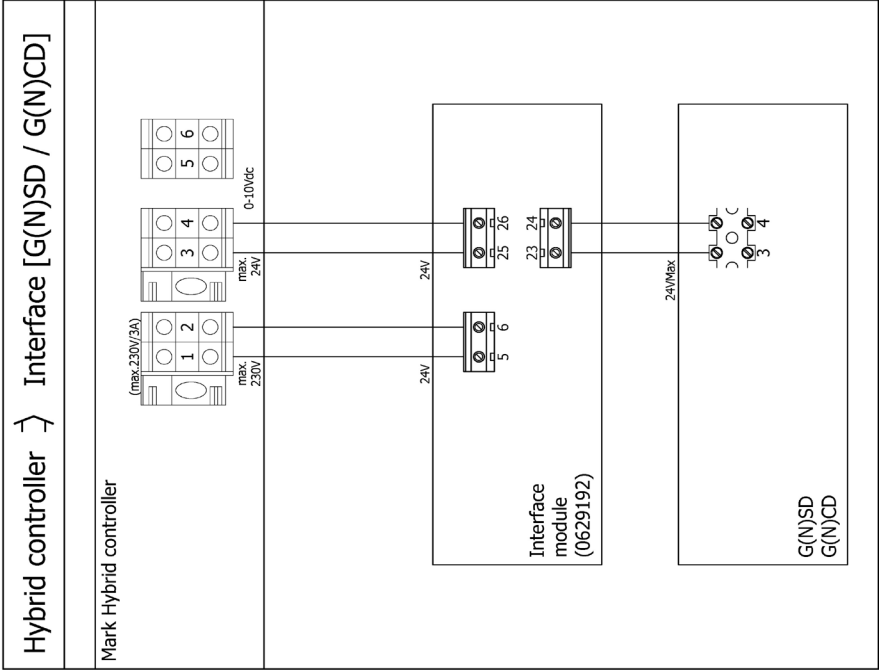 Hybrid controller > Interface [G(N)SD / G(N)CD]
Mark Hybrid controller
(max.230V/3A)
1 2
3 4
5 6
max.
230V
max.
24V
0-10Vdc
24V
24V
5 6
25 26
23 24
Interface
module
(0629192)
24VMax
3 4
G(N)SD
G(N)CD